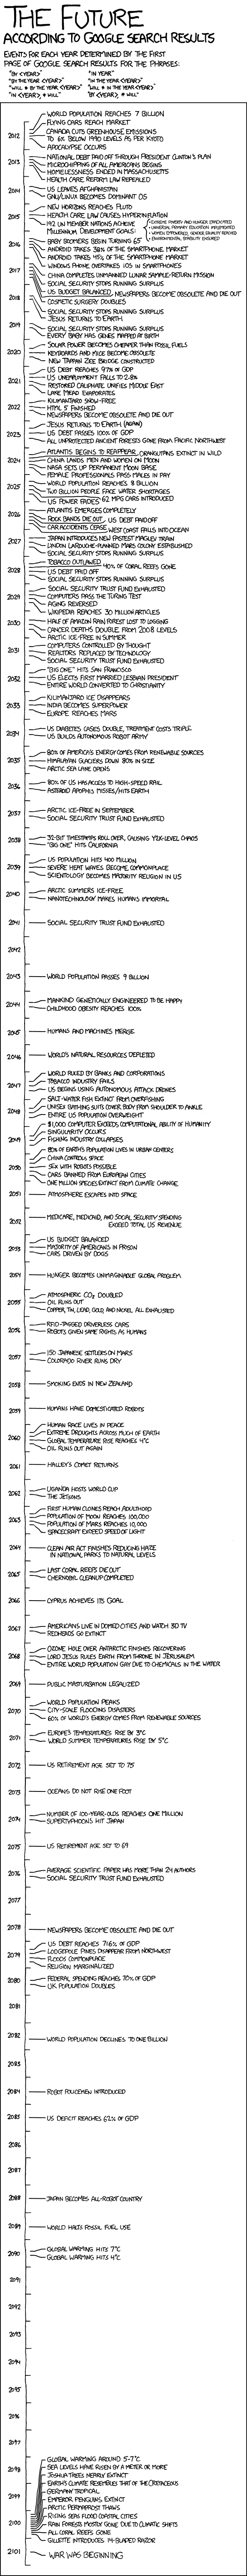 THE FUTURE
ACCORDING TO GOOGLE SEARCH RESULTS
EVENTS FOR EACH YEAR DETERMINED BY THE FIRST
PAGE OF GOOGLE SEARCH RESULTS FOR THE PHRASES:
"BY <YEAR>"
"IN YEAR"
"BY THE YEAR <YEAR>"
"IN THE YEAR <YEAR>"
"WILL * BY THE YEAR <YEAR>"
"WILL * IN THE YEAR <YEAR>"
"IN <YEAR>, * WILL"
"BY <YEAR>, * WILL"
2012
WORLD POPULATION REACHES 7 BILLION
FLYING CARS REACH MARKET
CANADA CUTS GREENHOUSE EMISSIONS
TO 6% BELOW 1990 LEVELS AS PER KYOTO
APOCALYPSE OCCURS
2013
NATIONAL DEBT PAID OFF THROUGH PRESIDENT CLINTON'S PLAN
MICROCHIPPING OF ALL AMERICANS BEGINS
HOMELESSNESS ENDED IN MASSACHUSETTS
HEALTH CARE REFORM LAW REPEALED
2014
US LEAVES AFGHANISTAN
GNU/LINUX BECOMES DOMINANT OS
2015
NEW HORIZONS REACHES PLUTO
HEALTH CARE LAW CAUSES HYPERINFLATION
192 UN MEMBER NATIONS ACHIEVE
MILLENNIUM DEVELOPMENT GOALS:
EXTREME POVERTY AND HUNGER ERADICATED
UNIVERSAL PRIMARY EDUCATION IMPLEMENTED
WOMEN EMPOWERED, GENDER EQUALITY REACHED
ENVIRONMENTAL STABILITY ENSURED
2016
BABY BOOMERS BEGIN TURNING 65
ANDROID TAKES 38% OF THE SMARTPHONE MARKET
ANDROID TAKES 45% OF THE SMARTPHONE MARKET
WINDOWS PHONE OVERTAKES IOS IN SMARTPHONES
2017
CHINA COMPLETES UNMANNED LUNAR SAMPLE-RETURN MISSION
SOCIAL SECURITY STOPS RUNNING SURPLUS
2018
US BUDGET BALANCED
NEWSPAPERS BECOME OBSOLETE AND DIE OUT
COSMETIC SURGERY DOUBLES
SOCIAL SECURITY STOPS RUNNING SURPLUS
JESUS RETURNS TO EARTH
2019
SOCIAL SECURITY STOPS RUNNING SURPLUS
EVERY BABY HAS GENES MAPPED AT BIRTH
2020
SOLAR POWER BECOMES CHEAPER THAN FOSSIL FUELS
KEYBOARDS AND MICE BECOME OBSOLETE
NEW TAPPAN ZEE BRIDGE CONSTRUCTED
US DEBT REACHES 97% OF GDP
2021
US UNEMPLOYMENT FALLS TO 2.8%
RESTORED CALIPHATE UNIFIES MIDDLE EAST
LAKE MEAD EVAPORATES
2022
KILIMANJARO SNOW-FREE
HTML 5 FINISHED
NEWSPAPERS BECOME OBSOLETE AND DIE OUT
2023
JESUS RETURNS TO EARTH (AGAIN)
US DEBT PASSES 100% OF GDP
ALL UNPROTECTED ANCIENT FORESTS GONE FROM PACIFIC NORTHWEST
2024
ATLANTIS BEGINS TO REAPPEAR
ORANGUTANS EXTINCT IN WILD
CHINA LANDS MEN AND WOMEN ON MOON
NASA SETS UP PERMANENT MOON BASE
FEMALE PROFESSIONALS PASS MALES IN PAY
2025
WORLD POPULATION REACHES 8 BILLION
TWO BILLION PEOPLE FACE WATER SHORTAGES
US POWER FADES
62 MPG CARS INTRODUCED
2026
ATLANTIS EMERGES COMPLETELY
ROCK BANDS DIE OUT
US DEBT PAID OFF
CAR ACCIDENTS CEASE
WEST COAST FALLS INTO OCEAN
2027
JAPAN INTRODUCES NEW FASTEST MAGLEV TRAIN
UNMANNED MARS COLONY ESTABLISHED
SOCIAL SECURITY STOPS RUNNING SURPLUS
2028
TOBACCO OUTLAWED
40% OF CORAL REEFS GONE
US DEBT PAID OFF
SOCIAL SECURITY STOPS RUNNING SURPLUS
2029
SOCIAL SECURITY TRUST FUND EXHAUSTED
COMPUTERS PASS THE TURING TEST
AGING REVERSED
WIKIPEDIA REACHES 30 MILLION ARTICLES
2030
HALF OF AMAZON RAIN FOREST LOST TO LOGGING
CANCER DEATHS DOUBLE FROM 2008 LEVELS
ARCTIC ICE-FREE IN SUMMER
2031
COMPUTERS CONTROLLED BY THOUGHT
REALTORS REPLACED BY TECHNOLOGY
SOCIAL SECURITY TRUST FUND EXHAUSTED
"BIG ONE" HITS SAN FRANCISCO
2032
US ELECTS FIRST MARRIED LESBIAN PRESIDENT
ENTIRE WORLD CONVERTED TO CHRISTIANITY
2033
KILIMANJARO ICE DISAPPEARS
INDIA BECOMES SUPERPOWER
EUROPE REACHES MARS
2034
US DIABETES CASES DOUBLE, TREATMENT COSTS TRIPLE
US BUILDS AUTONOMOUS ROBOT ARMY
2035
80% OF AMERICA'S ENERGY COMES FROM RENEWABLE SOURCES
HIMALAYAN GLACIERS DOWN 80% IN SIZE
ARCTIC SEA LANE OPENS
2036
80% OF US HAS ACCESS TO HIGH-SPEED RAIL
ASTEROID APOPHIS MISSES/HITS EARTH
2037
ARCTIC ICE-FREE IN SEPTEMBER
SOCIAL SECURITY TRUST FUND EXHAUSTED
2038
32-BIT TIMESTAMPS ROLL OVER, CAUSING Y2K-LEVEL CHAOS
"BIG ONE" HITS CALIFORNIA
2039
US POPULATION HITS 400 MILLION
SEVERE HEAT WAVES BECOME COMMONPLACE
SCIENTOLOGY BECOMES MAJORITY RELIGION IN US
2040
ARCTIC SUMMERS ICE-FREE
NANOTECHNOLOGY MAKES HUMANS IMMORTAL
2041
SOCIAL SECURITY TRUST FUND EXHAUSTED
2042
2043
WORLD POPULATION PASSES 9 BILLION
2044
MANKIND GENETICALLY ENGINEERED TO BE HAPPY
CHILDHOOD OBESITY REACHES 100%
2045
HUMANS AND MACHINES MERGE
2046
WORLD'S NATURAL RESOURCES DEPLETED
2047
WORLD RULED BY BANKS AND CORPORATIONS
TOBACCO INDUSTRY FAILS
US BEGINS USING AUTONOMOUS ATTACK DRONES
2048
SALT-WATER FISH EXTINCT FROM OVERFISHING
UNISEX BATHING SUITS COVER BODY FROM SHOULDER TO ANKLE
ENTIRE US POPULATION OVERWEIGHT
2049
$1,000 COMPUTER EXCEEDS COMPUTATIONAL ABILITY OF HUMANITY
SINGULARITY OCCURS
FISHING INDUSTRY COLLAPSES
2050
80% OF EARTH'S POPULATION LIVES IN URBAN CENTERS
CHINA CONTROLS SPACE
SEX WITH ROBOTS POSSIBLE
CARS BANNED FROM EUROPEAN CITIES
ONE MILLION SPECIES EXTINCT FROM CLIMATE CHANGE
2051
ATMOSPHERE ESCAPES INTO SPACE
2052
MEDICARE, MEDICAID, AND SOCIAL SECURITY SPENDING
EXCEED TOTAL US REVENUE
2053
US BUDGET BALANCED
MAJORITY OF AMERICANS IN PRISON
CARS DRIVEN BY DOGS
2054
HUNGER BECOMES UNIMAGINABLE GLOBAL PROBLEM
2055
ATMOSPHERIC CO2 DOUBLED
OIL RUNS OUT
COPPER, TIN, LEAD, GOLD, AND NICKEL ALL EXHAUSTED
2056
RFID-TAGGED DRIVERLESS CARS
ROBOTS GIVEN SAME RIGHTS AS HUMANS
2057
150 JAPANESE SETTLERS ON MARS
COLORADO RIVER RUNS DRY
2058
SMOKING ENDS IN NEW ZEALAND
2059
HUMANS HAVE DOMESTICATED ROBOTS
2060
HUMAN RACE LIVES IN PEACE
EXTREME DROUGHTS ACROSS MUCH OF EARTH
GLOBAL TEMPERATURE RISE REACHES 4°C
OIL RUNS OUT AGAIN
2061
HALLEY'S COMET RETURNS
2062
UGANDA HOSTS WORLD CUP
THE JETSONS
2063
FIRST HUMAN CLONES REACH ADULTHOOD
POPULATION OF MOON REACHES 100,000
POPULATION OF MARS REACHES 10,000
SPACECRAFT EXCEED SPEED OF LIGHT
2064
CLEAN AIR ACT FINISHES REDUCING HAZE
IN NATIONAL PARKS TO NATURAL LEVELS
2065
LAST CORAL REEFS DIE OUT
CHERNOBYL CLEANUP COMPLETED
2066
CYPRUS ACHIEVES ITS GOAL
2067
AMERICANS LIVE IN DOMED CITIES AND WATCH 3D TV
REDHEADS GO EXTINCT
2068
OZONE HOLE OVER ANTARCTIC FINISHES RECOVERING
LORD JESUS RULES EARTH FROM THRONE IN JERUSALEM
ENTIRE WORLD POPULATION GAY DUE TO CHEMICALS IN THE WATER
2069
PUBLIC MASTURBATION LEGALIZED
2070
WORLD POPULATION PEAKS
CITY-SCALE FLOODING DISASTERS
60% OF WORLD'S ENERGY COMES FROM RENEWABLE SOURCES
2071
EUROPE'S TEMPERATURES RISE BY 3°C
WORLD SUMMER TEMPERATURES RISE BY 5°C
2072
US RETIREMENT AGE SET TO 75
2073
OCEANS DO NOT RISE ONE FOOT
2074
NUMBER OF 100-YEAR-OLDS REACHES ONE MILLION
SUPERTYPHOONS HIT JAPAN
2075
US RETIREMENT AGE SET TO 69
2076
AVERAGE SCIENTIFIC PAPER HAS MORE THAN 24 AUTHORS
SOCIAL SECURITY TRUST FUND EXHAUSTED
2077
2078
NEWSPAPERS BECOME OBSOLETE AND DIE OUT
2079
US DEBT REACHES 716% OF GDP
LODGEPOLE PINES DISAPPEAR FROM NORTHWEST
FLOODS COMMONPLACE
RELIGION MARGINALIZED
2080
FEDERAL SPENDING REACHES 70% OF GDP
UK POPULATION DOUBLES
2081
2082
WORLD POPULATION DECLINES TO ONE BILLION
2083
2084
ROBOT POLICEMEN INTRODUCED
2085
US DEFICIT REACHES 62% OF GDP
2086
2087
2088
JAPAN BECOMES ALL-ROBOT COUNTRY
2089
WORLD HALTS FOSSIL FUEL USE
2090
GLOBAL WARMING HITS 7°C
GLOBAL WARMING HITS 4°C
2091
2092
2093
2094
2095
2096
2097
2098
GLOBAL WARMING AROUND 5-7°C
SEA LEVELS HAVE RISEN BY A METER OR MORE
JOSHUA TREES NEARLY EXTINCT
EARTH'S CLIMATE RESEMBLES THAT OF THE CRETACEOUS
2099
GERMANY TROPICAL
EMPEROR PENGUINS EXTINCT
ARCTIC PERMAFROST THAWS
2100
RISING SEAS FLOOD COASTAL CITIES
RAIN FORESTS MOSTLY GONE DUE TO CLIMATIC SHIFTS
ALL CORAL REEFS GONE
GILLETTE INTRODUCES 14-BLADED RAZOR
2101
WAR WAS BEGINNING